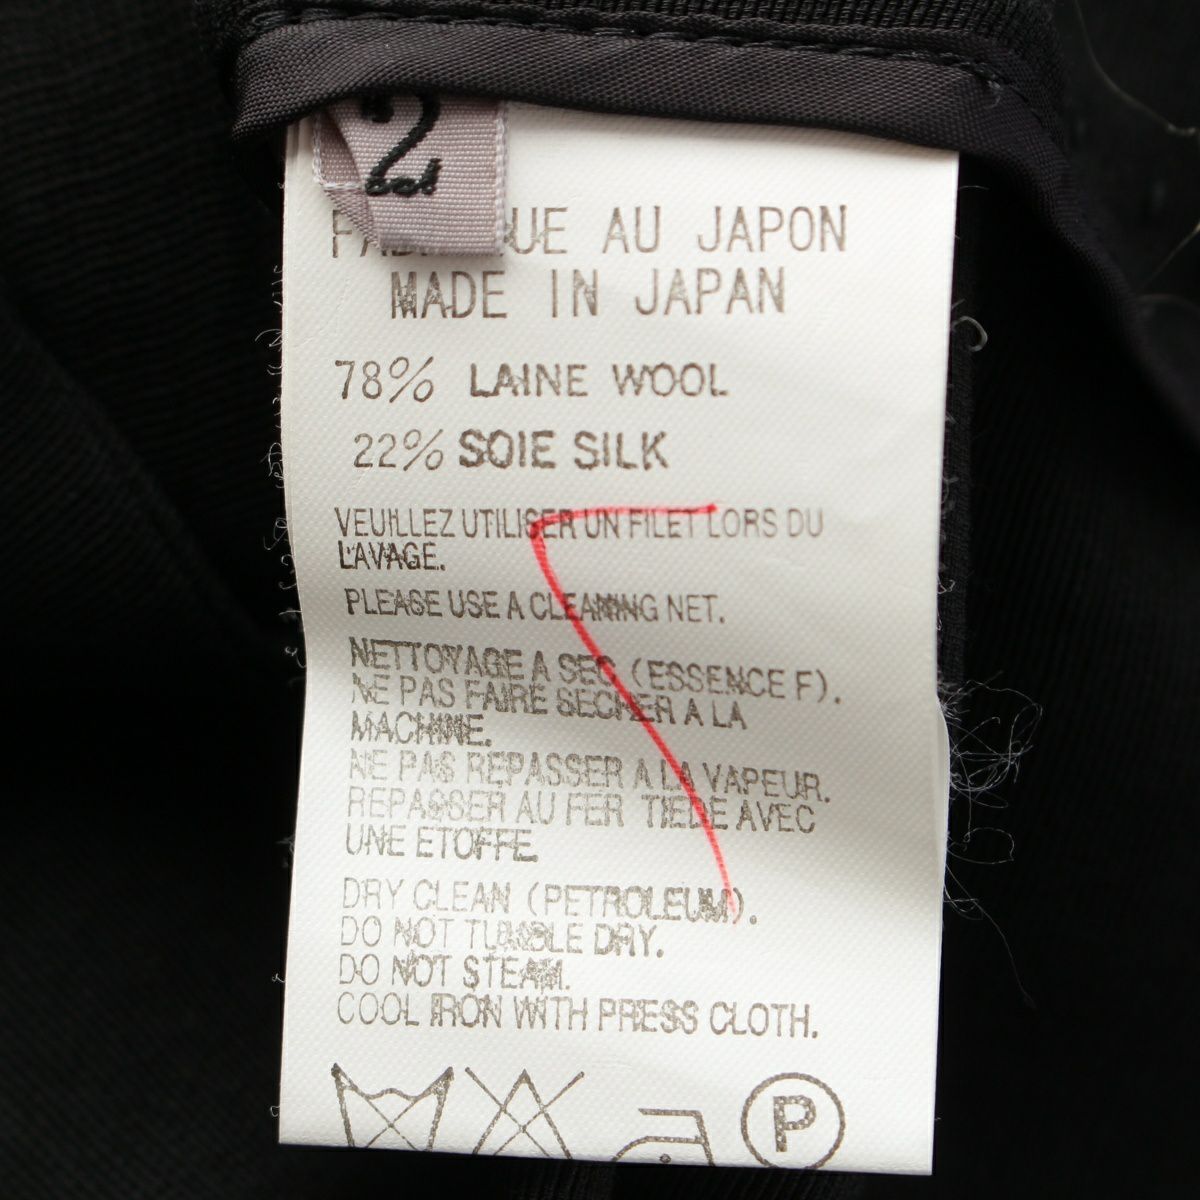 2
AU JAPON
MADE IN JAPAN
78% LAINE WOOL
22% SOIE SILK
VEUILLEZ UTILISER UN FILET LORS DU
LAVAGE.
PLEASE USE A CLEANING NET.
NETTOYAGE A SEC (ESSENCE F).
NE PAS FAIRE SECHER A LA
MACHINE.
NE PAS REPASSER A LA VAPEUR.
REPASSER AU FER TIEDE AVEC
UNE ETOFFE.
DRY CLEAN (PETROLEUM).
DO NOT TUMBLE DRY.
DO NOT STEAM.
COOL IRON WITH PRESS CLOTH.
P